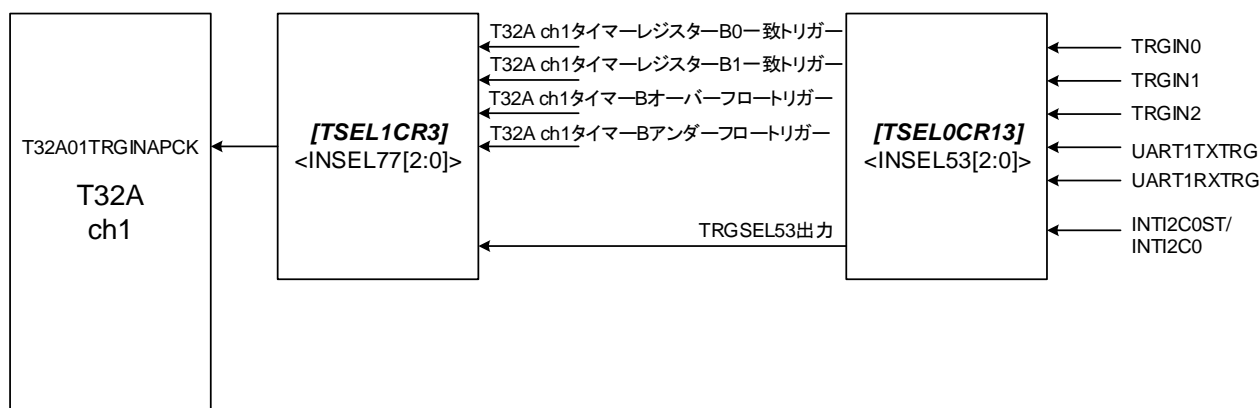 T32A01TRGINAPCK
T32A
ch1
[TSEL1CR3]
<INSEL77[2:0]>
T32A ch1タイマーレジスターB0一致トリガー
T32A ch1タイマーレジスターB1一致トリガー
T32A ch1タイマーBオーバーフロートリガー
T32A ch1タイマーBアンダーフロートリガー
TRGSEL53出力
[TSEL0CR13]
<INSEL53[2:0]>
TRGIN0
TRGIN1
TRGIN2
UART1TXTRG
UART1RXTRG
INTI2C0ST/
INTI2C0